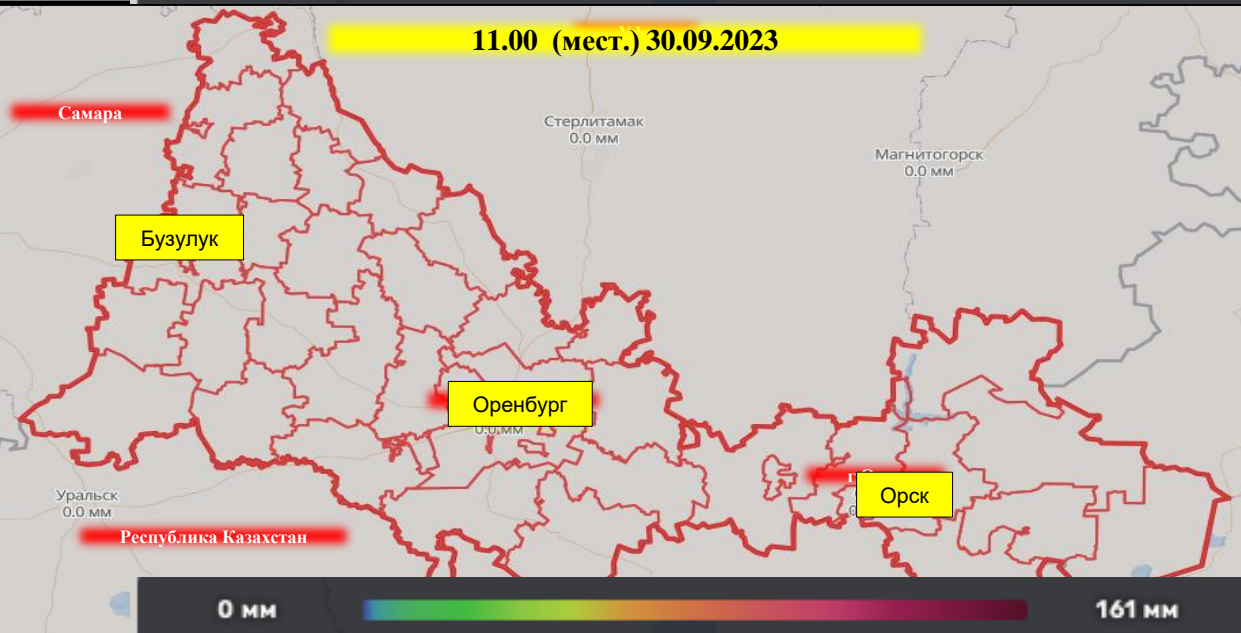 11.00 (мест.) 30.09.2023
Самара
Стерлитамак
0.0 мм
Магнитогорск
0.0 мм
Бузулук
Оренбург
0.0 мм
Орск
Уральск
0.0 мм
Республика Казахстан
0 мм
161 мм